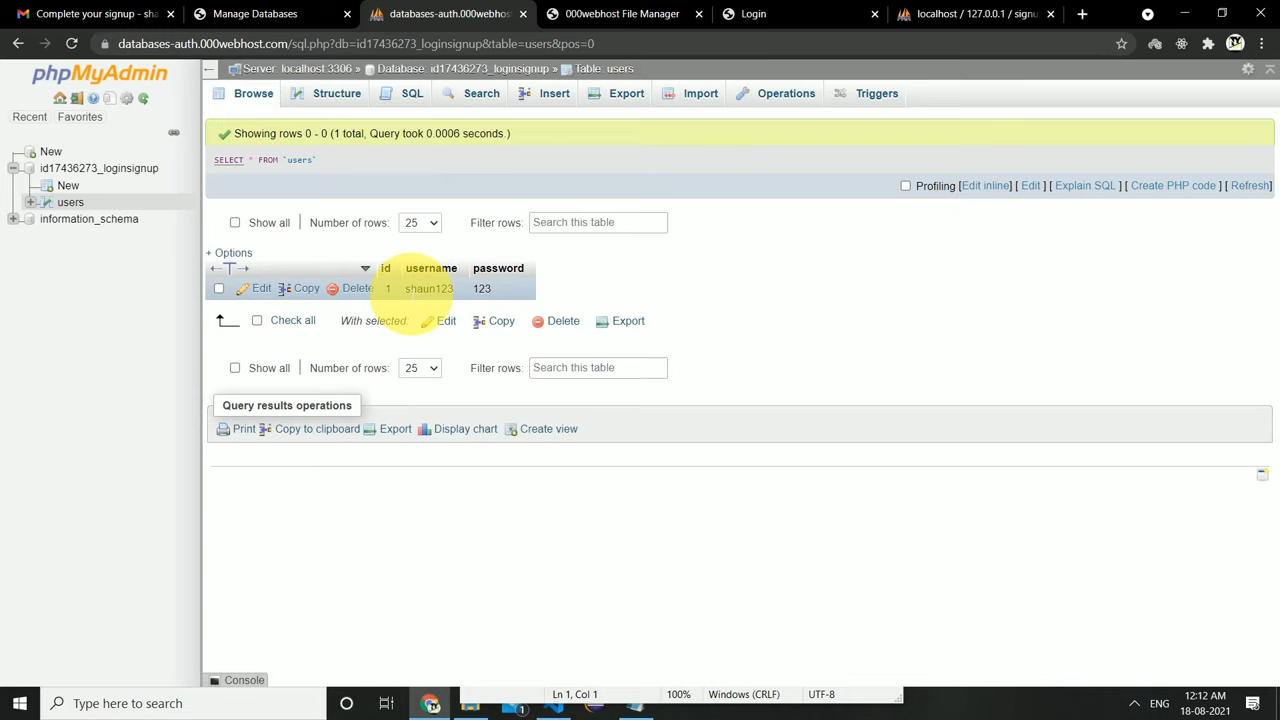 Complete your signup - sha
Manage Databases
databases-auth.000webhost
000webhost File Manager
Login
localhost / 127.0.0.1 / signu
databases-auth.000webhost.com/sql.php?db=id17436273_loginsignup&table=users&pos=0
phpMyAdmin
Recent Favorites
New
id17436273_loginsignup
New
users
information_schema
Server: localhost:3306 » Database: id17436273_loginsignup » Table: users
Browse Structure SQL Search Insert Export Import Operations Triggers
Showing rows 0 - 0 (1 total, Query took 0.0006 seconds.)
SELECT * FROM `users`
Profiling [Edit inline] [ Edit ] [ Explain SQL ] [ Create PHP code ] [ Refresh]
Show all Number of rows: 25 Filter rows: Search this table
+ Options
id username password
Edit Copy Delete 1 shaun123 123
Check all With selected: Edit Copy Delete Export
Show all Number of rows: 25 Filter rows: Search this table
Query results operations
Print Copy to clipboard Export Display chart Create view
Console
Ln 1, Col 1 100% Windows (CRLF) UTF-8
Type here to search
1
ENG
12:12 AM
18-08-2021
2